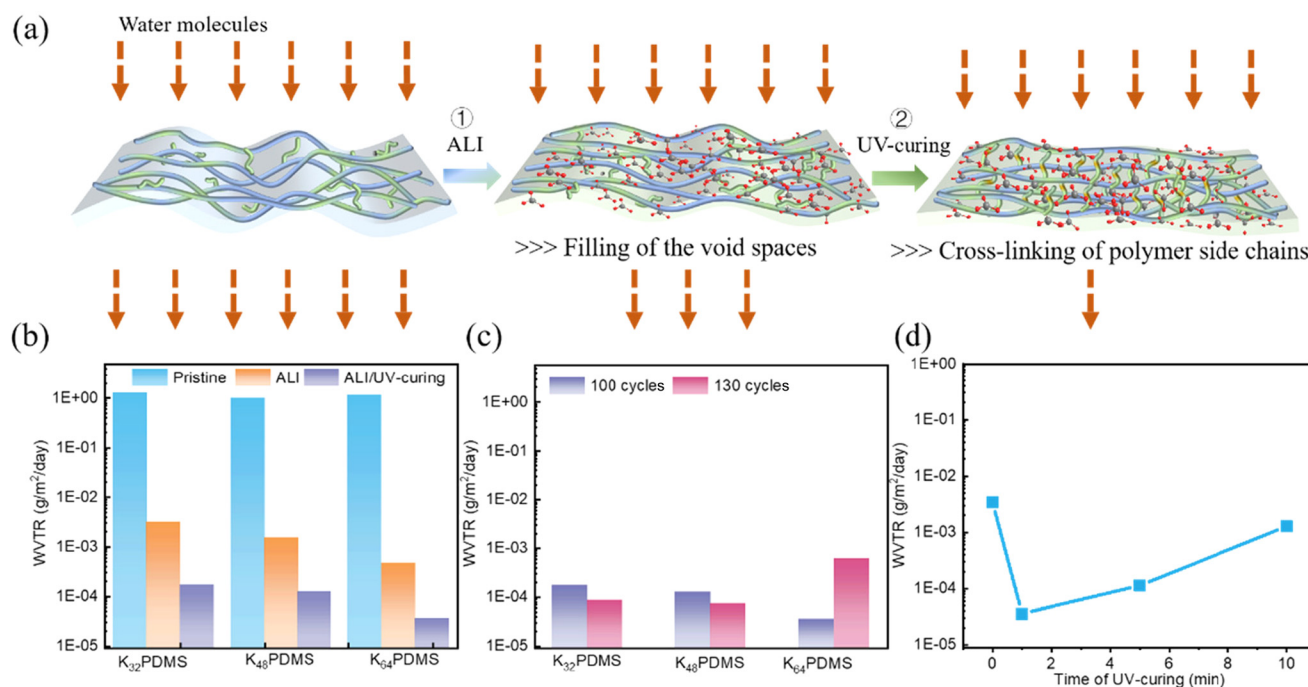 (a)
Water molecules
①
ALI
②
UV-curing
>>> Filling of the void spaces
>>> Cross-linking of polymer side chains
(b)
Pristine
ALI
ALI/UV-curing
WVTR (g/m²/day)
1E+00
1E-01
1E-02
1E-03
1E-04
1E-05
K₃₂PDMS
K₄₈PDMS
K₆₄PDMS
(c)
100 cycles
130 cycles
WVTR (g/m²/day)
1E+00
1E-01
1E-02
1E-03
1E-04
1E-05
K₃₂PDMS
K₄₈PDMS
K₆₄PDMS
(d)
WVTR (g/m²/day)
1E+00
1E-01
1E-02
1E-03
1E-04
1E-05
0 2 4 6 8 10
Time of UV-curing (min)